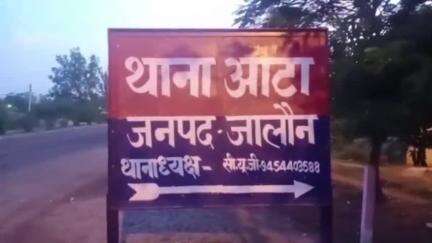 थाना आटा
जनपद-जालौन
थानाध्यक्ष - सी.यू.जी-9454403588